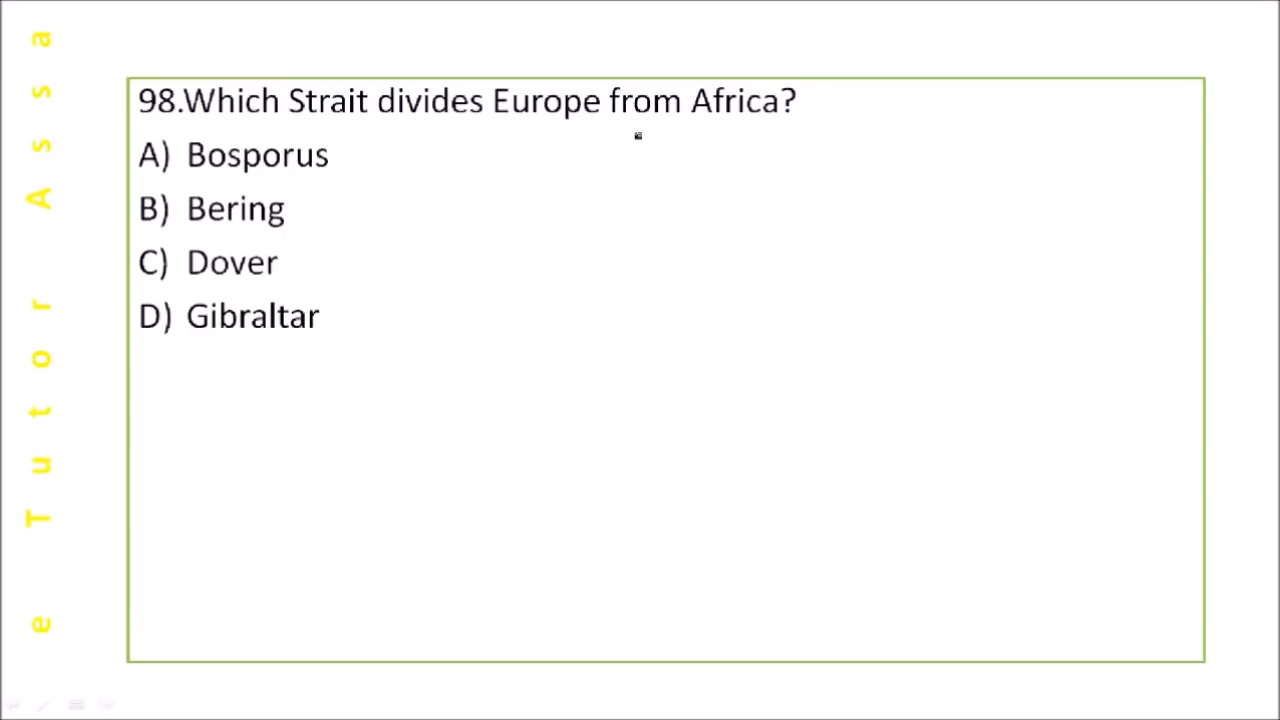 98.Which Strait divides Europe from Africa?
A) Bosporus
B) Bering
C) Dover
D) Gibraltar
e Tutor Assa